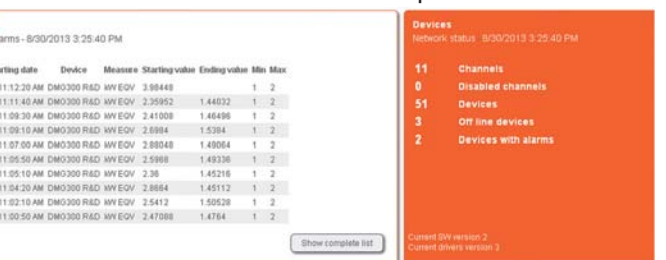 arms - 8/30/2013 3:25:40 PM
rting date Device Measure Starting value Ending value Min Max
11:12:20 AM DMG300 R&D kW EQV 3.98448 1 2
11:11:40 AM DMG300 R&D kW EQV 2.35952 1.44032 1 2
11:09:30 AM DMG300 R&D kW EQV 2.41008 1.46496 1 2
11:09:10 AM DMG300 R&D kW EQV 2.6984 1.5384 1 2
11:07:00 AM DMG300 R&D kW EQV 2.88048 1.49064 1 2
11:05:50 AM DMG300 R&D kW EQV 2.5968 1.49336 1 2
11:05:10 AM DMG300 R&D kW EQV 2.36 1.45216 1 2
11:04:20 AM DMG300 R&D kW EQV 2.8664 1.45112 1 2
11:02:10 AM DMG300 R&D kW EQV 2.5412 1.50528 1 2
11:00:50 AM DMG300 R&D kW EQV 2.47088 1.4764 1 2
Show complete list
Devices
Network status 8/30/2013 3:25:40 PM
11 Channels
0 Disabled channels
51 Devices
3 Off line devices
2 Devices with alarms
Current SW version 2
Current drivers version 3